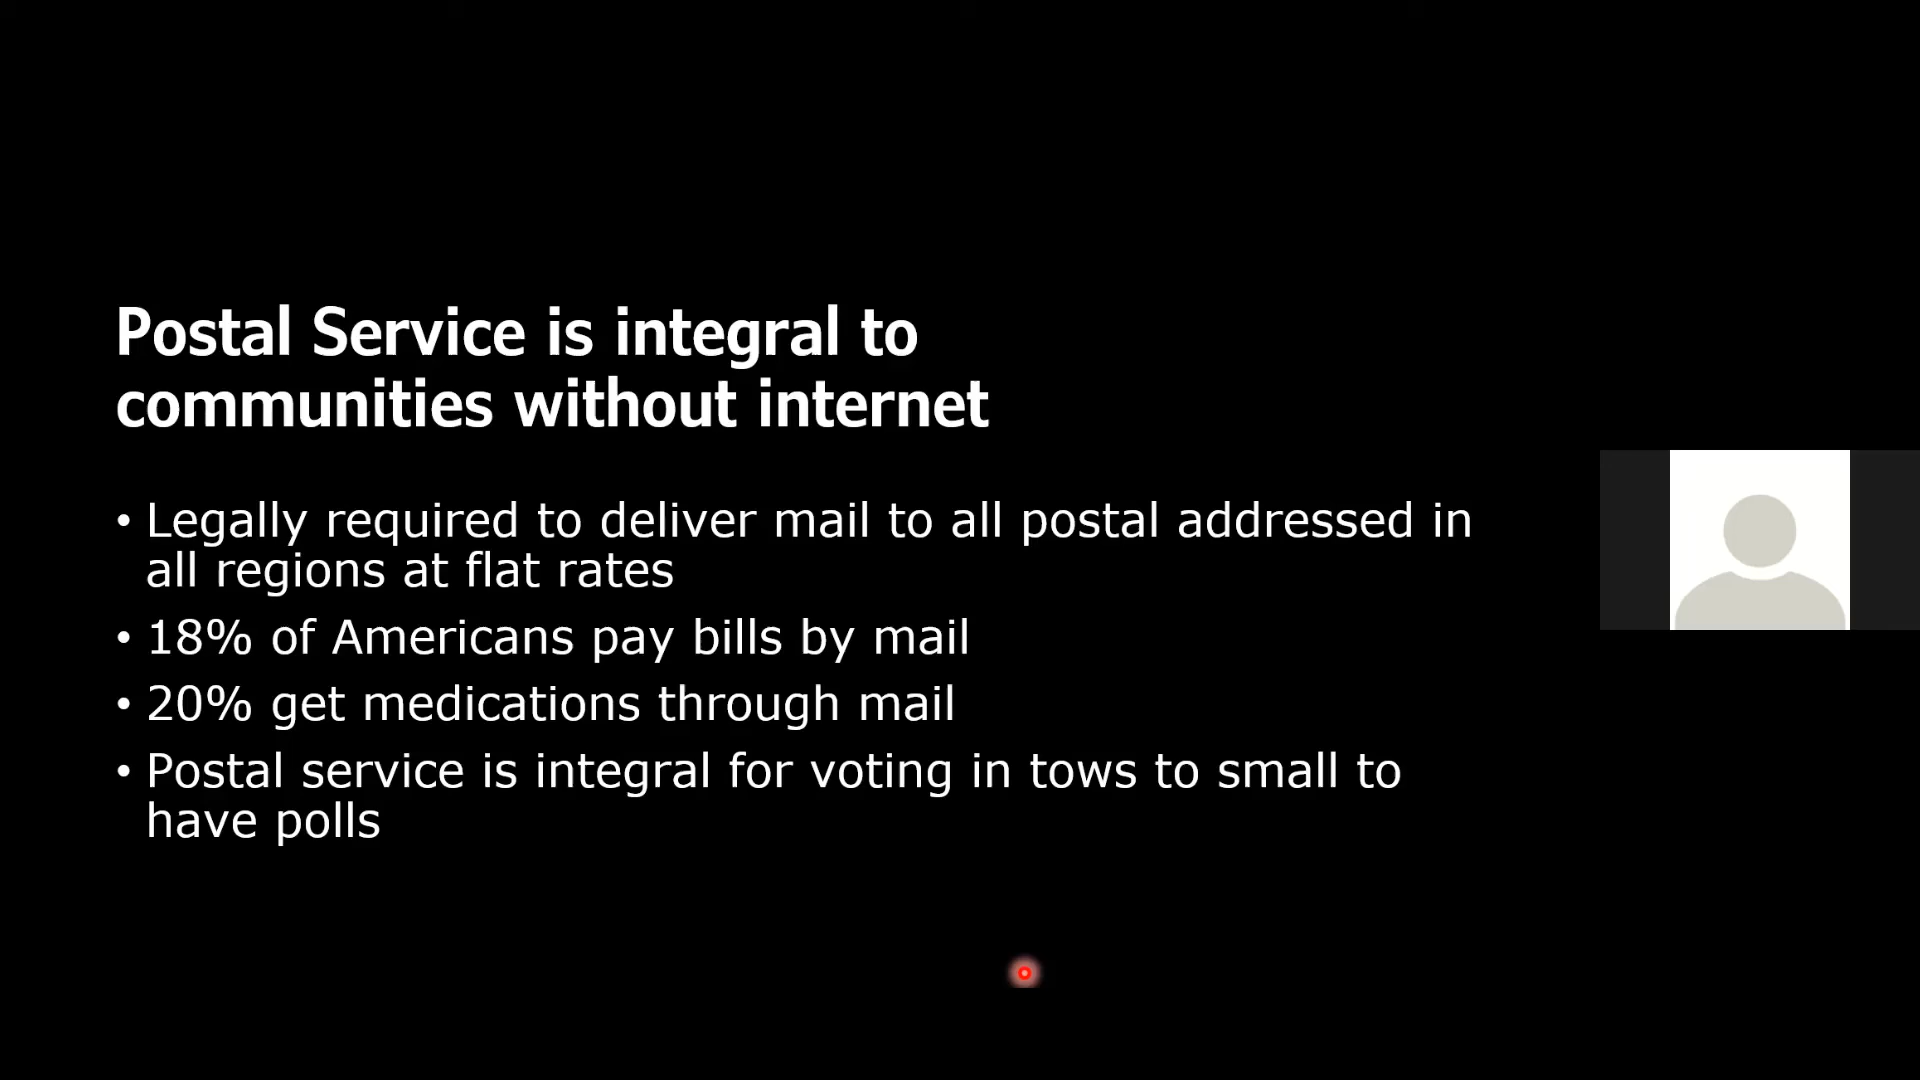 Postal Service is integral to
communities without internet
• Legally required to deliver mail to all postal addressed in
all regions at flat rates
• 18% of Americans pay bills by mail
• 20% get medications through mail
• Postal service is integral for voting in tows to small to
have polls